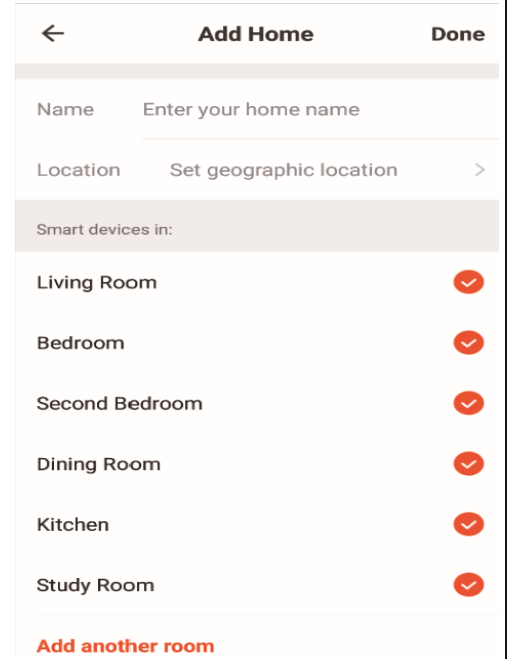 Add Home Done
Name Enter your home name
Location Set geographic location
Smart devices in:
Living Room
Bedroom
Second Bedroom
Dining Room
Kitchen
Study Room
Add another room